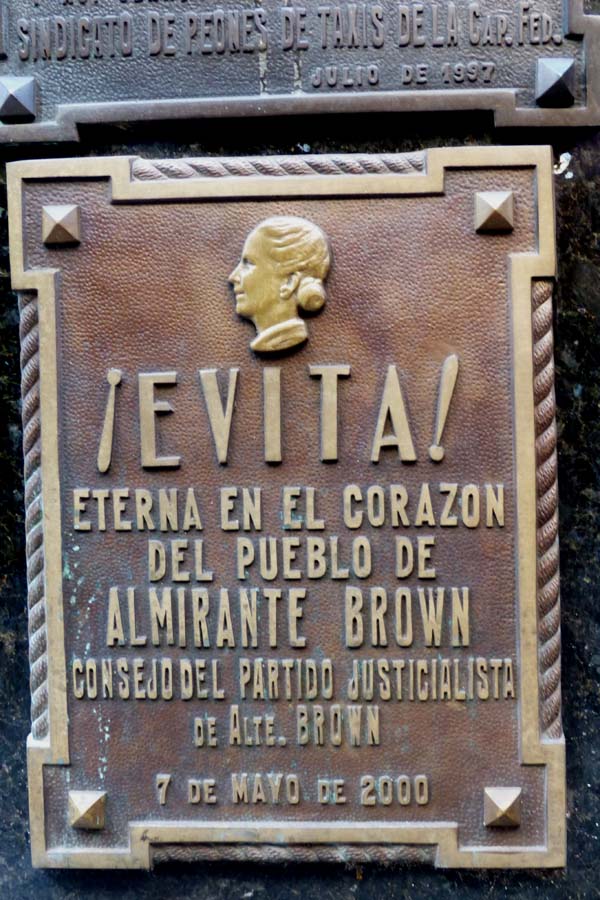 SINDICATO DE PEONES DE TAXIS DE LA CAP. FED.
JULIO DE 1997
¡EVITA!
ETERNA EN EL CORAZON
DEL PUEBLO DE
ALMIRANTE BROWN
CONSEJO DEL PARTIDO JUSTICIALISTA
DE ALTE. BROWN
7 DE MAYO DE 2000